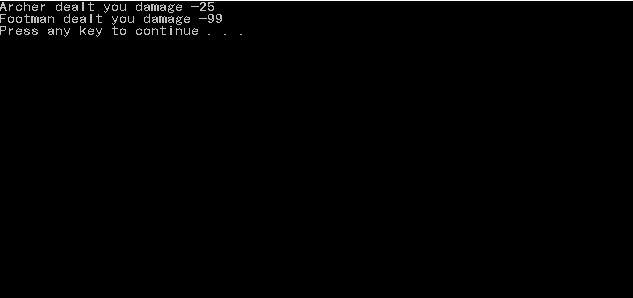 Archer dealt you damage -25
Footman dealt you damage -99
Press any key to continue . . .